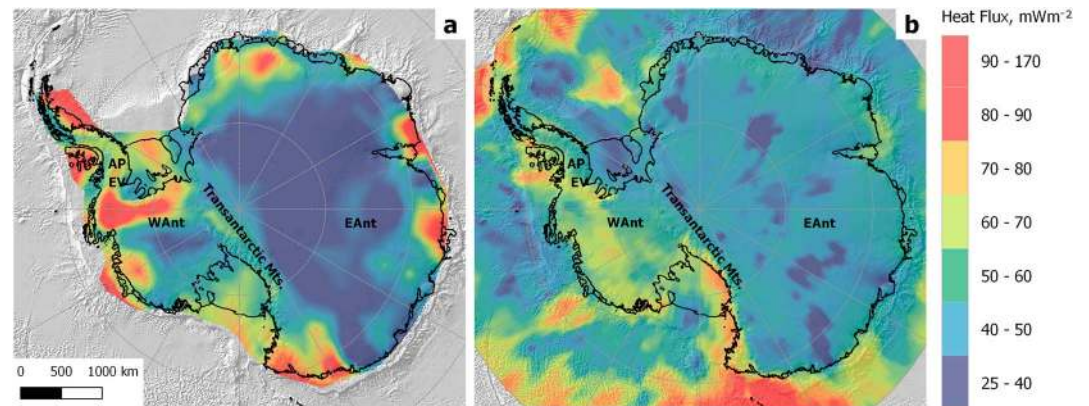 a
b
Heat Flux, mWm⁻²
90 - 170
80 - 90
70 - 80
60 - 70
50 - 60
40 - 50
25 - 40
AP
EV
WAnt
Transantarctic Mts.
EAnt
AP
EV
WAnt
Transantarctic Mts.
EAnt
0 500 1000 km